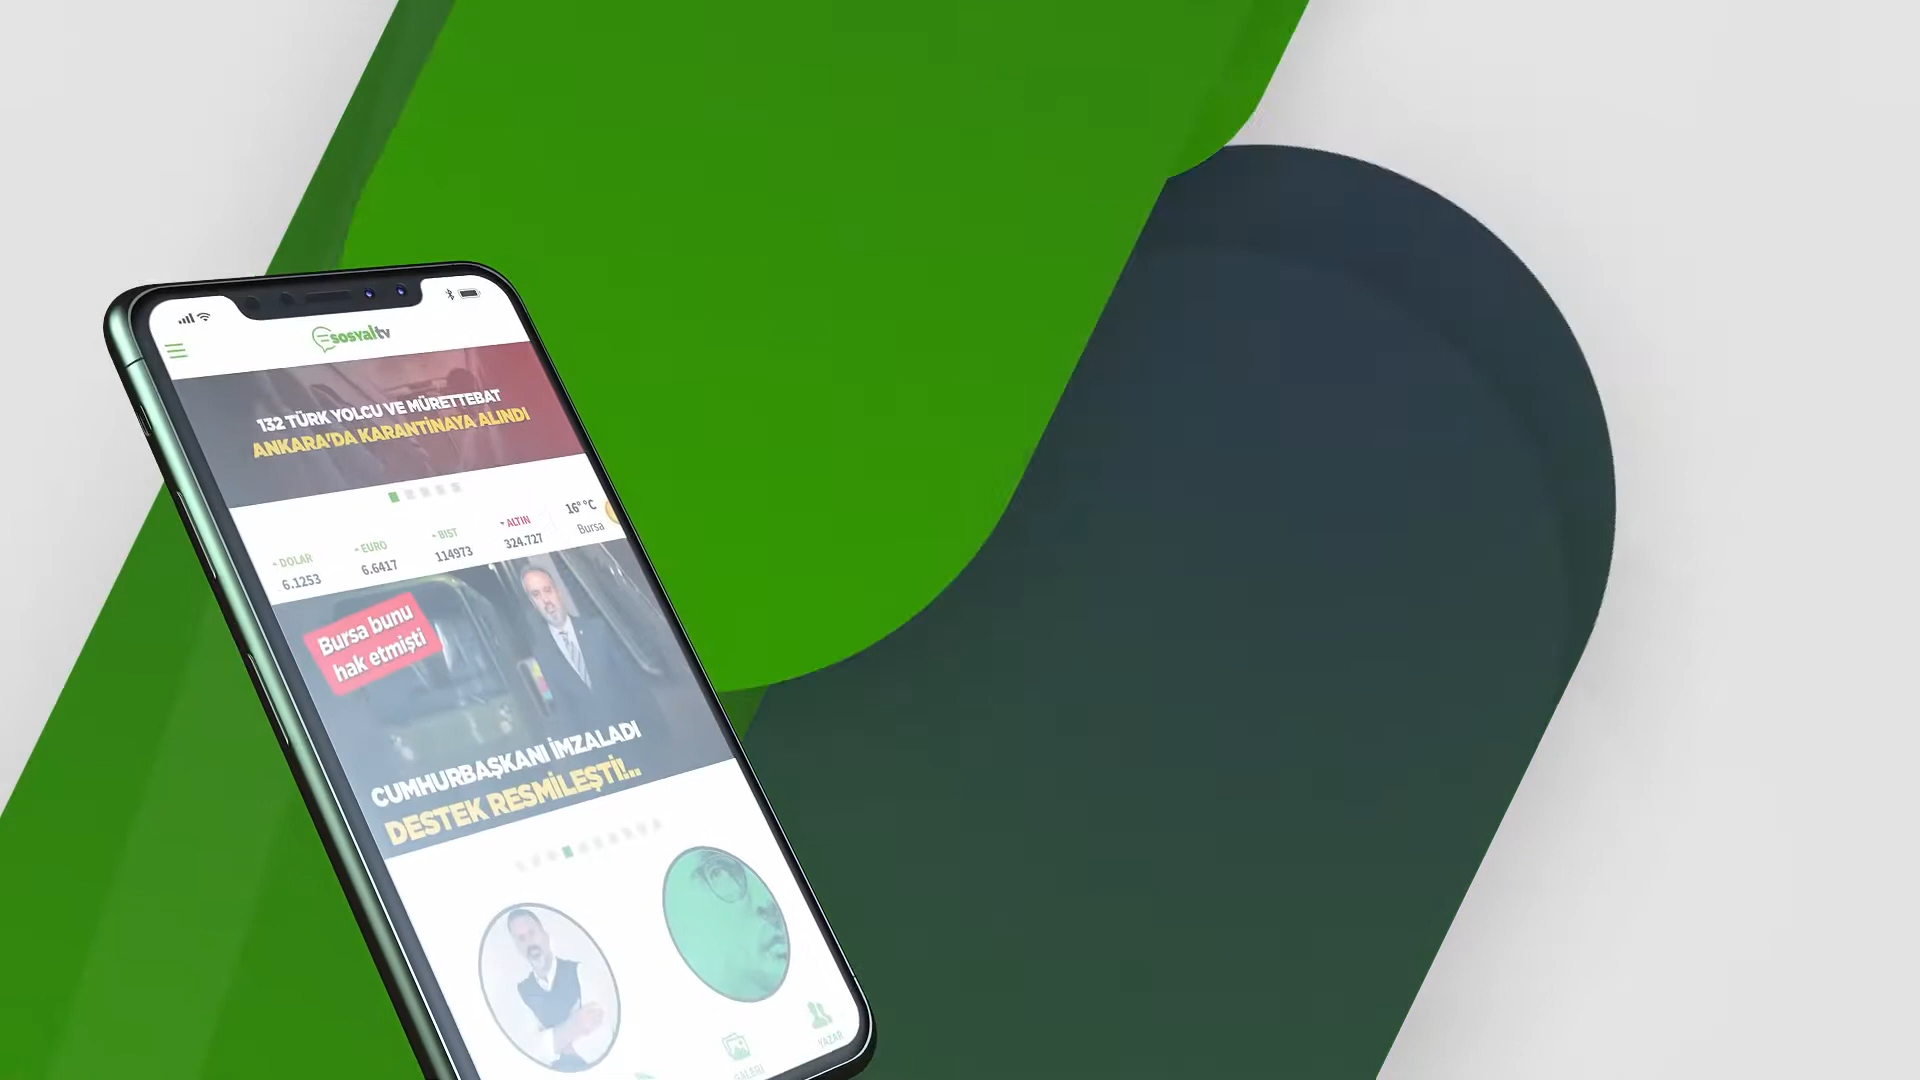 sosyaltv
132 TÜRK YOLCU VE MÜRETTEBAT
ANKARA'DA KARANTİNAYA ALINDI
DOLAR
6.1253
EURO
6.6417
BIST
114973
ALTIN
324.727
16° °C
Bursa
Bursa bunu
hak etmişti
CUMHURBAŞKANI İMZALADI
DESTEK RESMİLEŞTİ!..
GALERİ
YAZAR